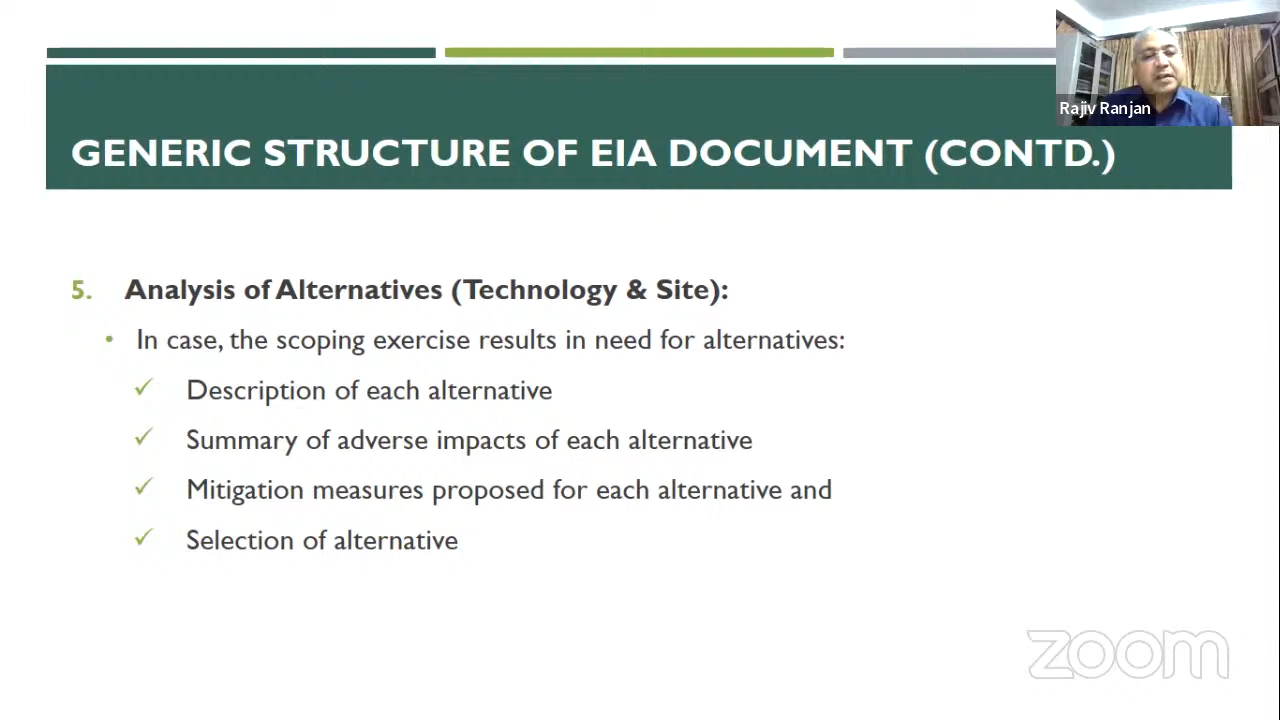 Rajiv Ranjan
GENERIC STRUCTURE OF EIA DOCUMENT (CONTD.)
5. Analysis of Alternatives (Technology & Site):
• In case, the scoping exercise results in need for alternatives:
✓ Description of each alternative
✓ Summary of adverse impacts of each alternative
✓ Mitigation measures proposed for each alternative and
✓ Selection of alternative
zoom